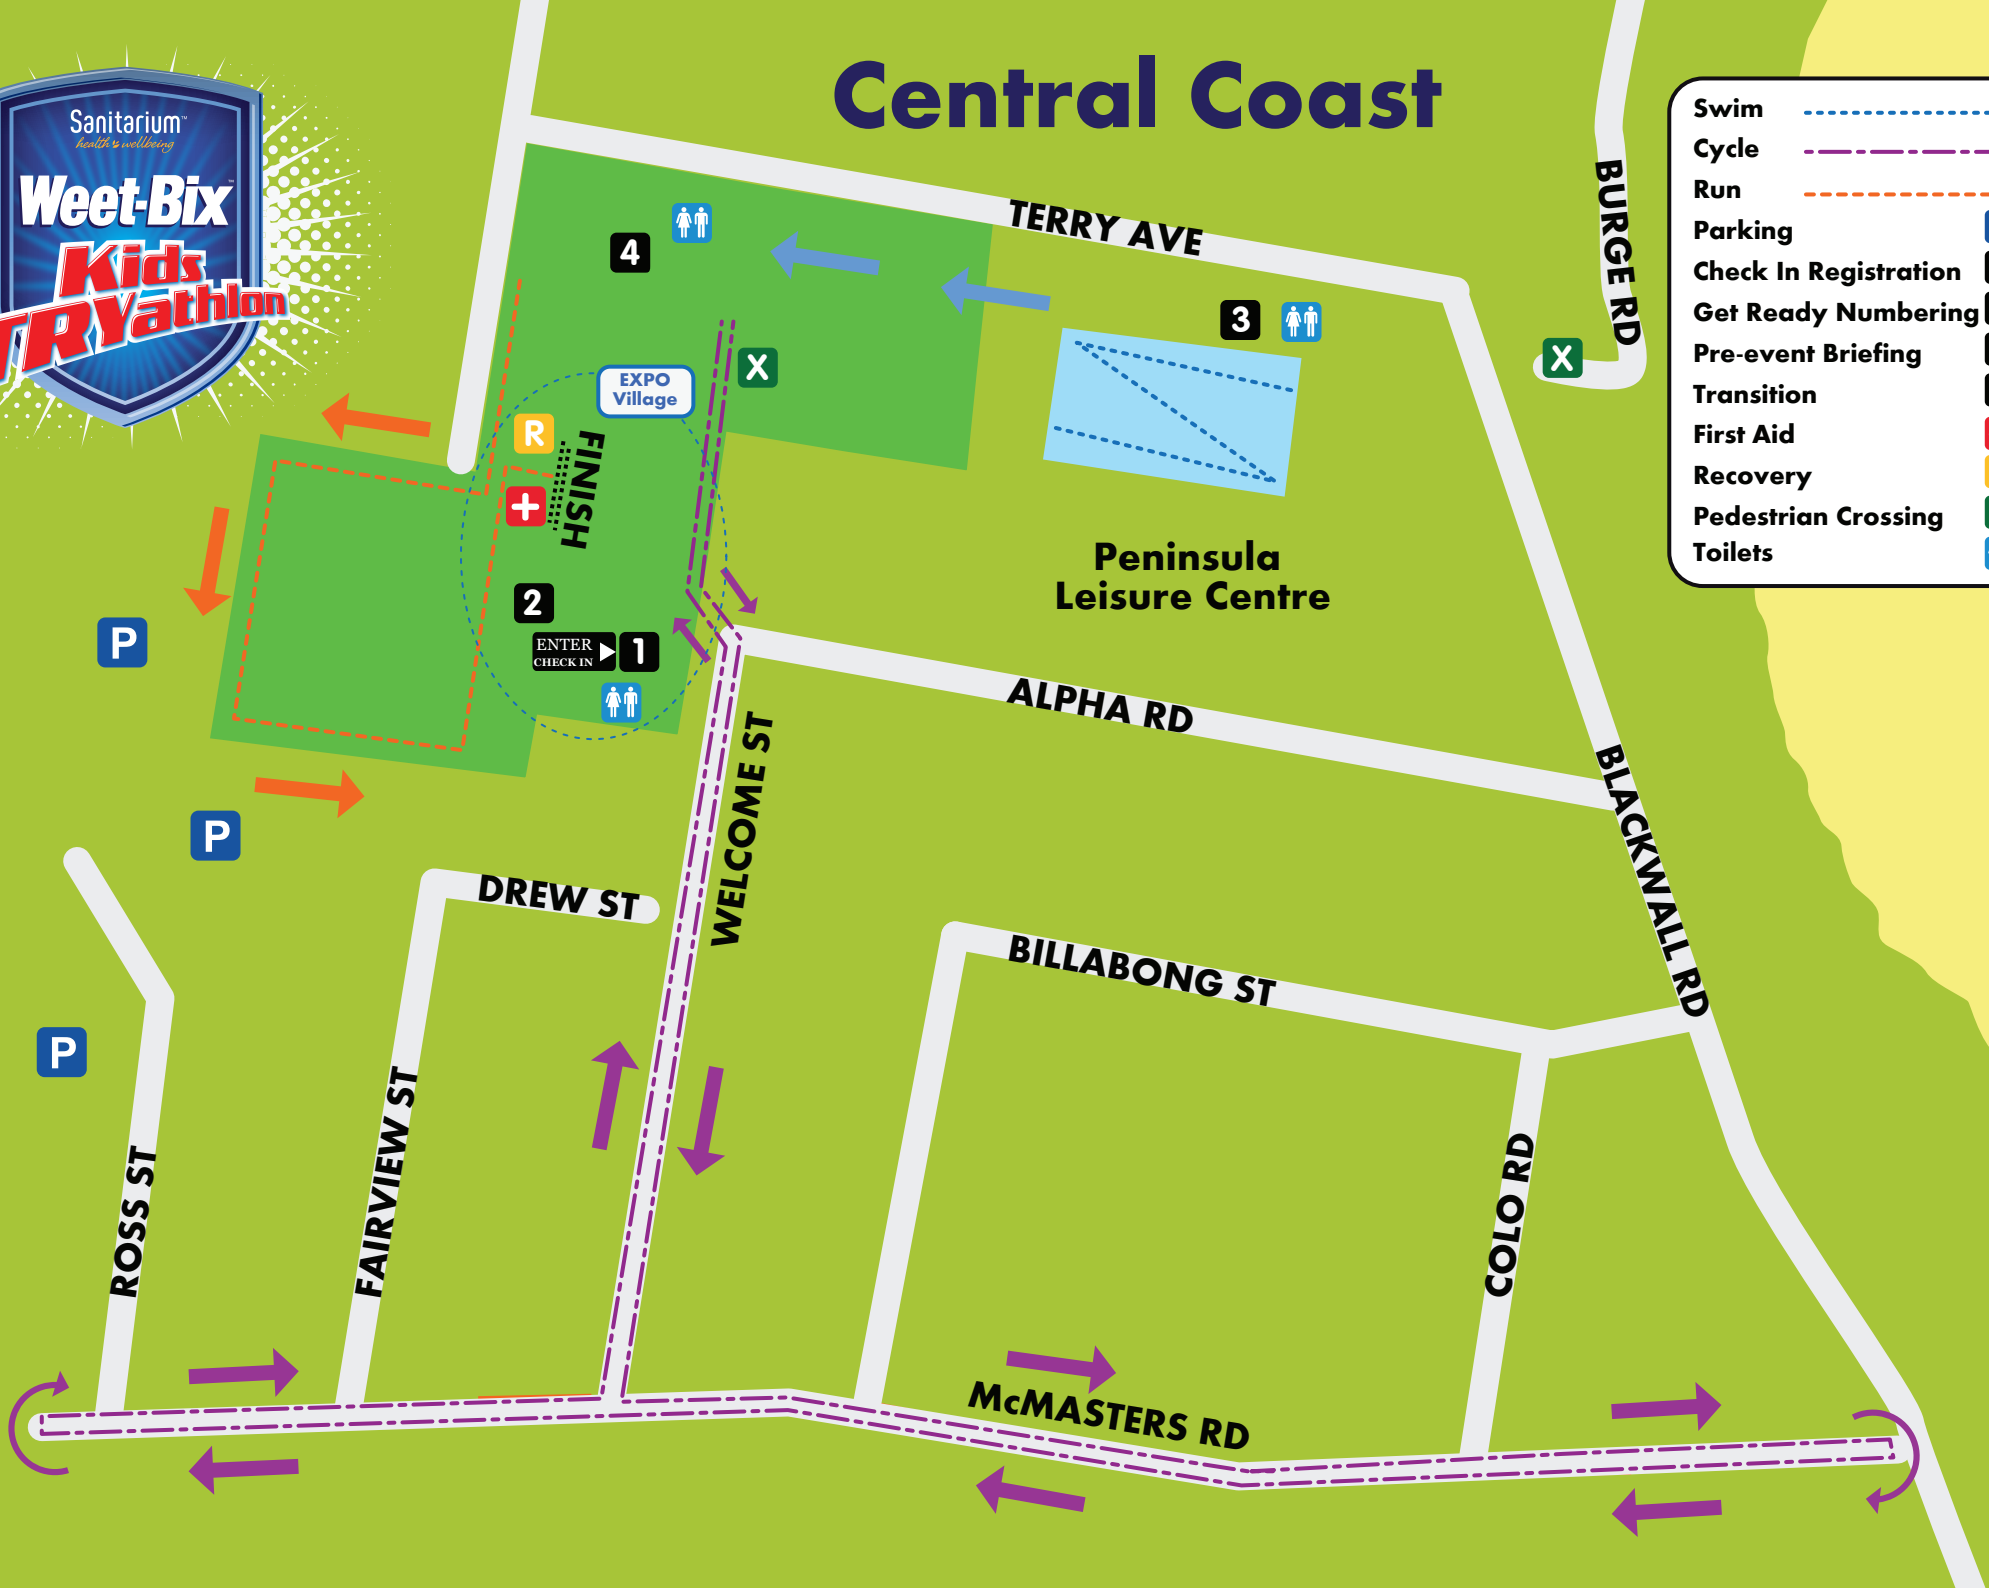 Central Coast
Sanitarium™
health & wellbeing
Weet-Bix™
Kids
TRYathlon
Swim
Cycle
Run
Parking
Check In Registration
Get Ready Numbering
Pre-event Briefing
Transition
First Aid
Recovery
Pedestrian Crossing
Toilets
TERRY AVE
BURGE RD
4
3
X
X
EXPO
Village
R
FINISH
2
ENTER
CHECK IN
1
Peninsula
Leisure Centre
P
P
P
ALPHA RD
WELCOME ST
BLACKWALL RD
DREW ST
BILLABONG ST
ROSS ST
FAIRVIEW ST
COLO RD
McMASTERS RD